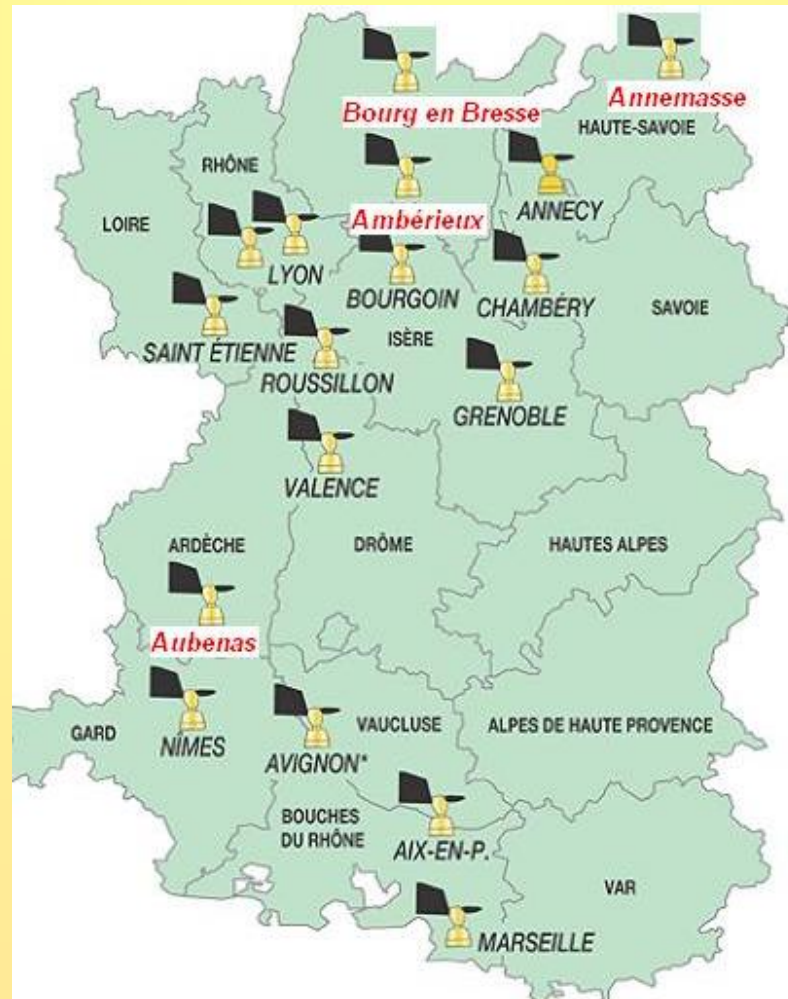 Bourg en Bresse
Annemasse
HAUTE-SAVOIE
RHÔNE
LOIRE
ANNECY
Ambérieux
LYON
BOURGOIN
CHAMBÉRY
SAVOIE
SAINT ÉTIENNE
ISÈRE
ROUSSILLON
GRENOBLE
VALENCE
ARDÈCHE
DRÔME
HAUTES ALPES
Aubenas
GARD
NÎMES
VAUCLUSE
ALPES DE HAUTE PROVENCE
AVIGNON*
BOUCHES
DU RHÔNE
AIX-EN-P.
VAR
MARSEILLE